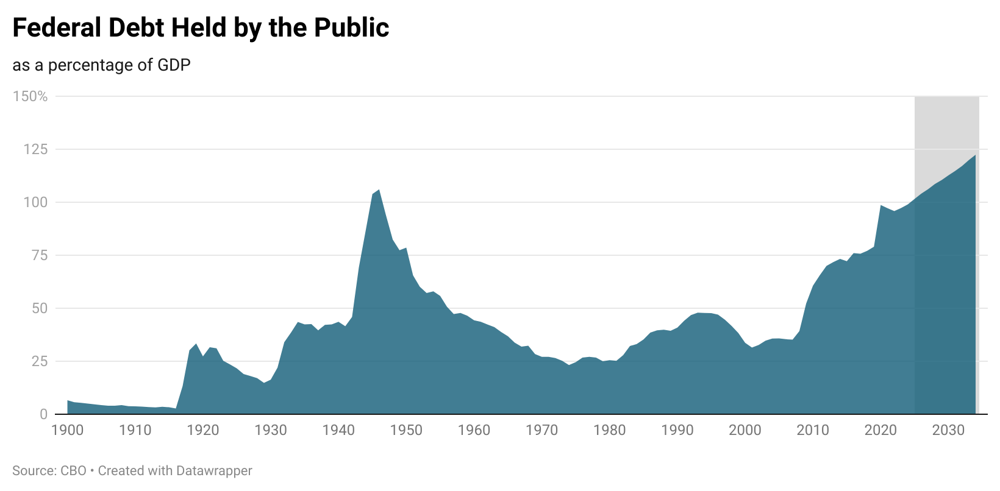 Federal Debt Held by the Public
as a percentage of GDP
150%
125
100
75
50
25
0
1900 1910 1920 1930 1940 1950 1960 1970 1980 1990 2000 2010 2020 2030
Source: CBO • Created with Datawrapper